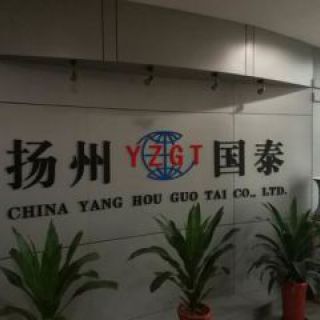 扬州 YZGT 国泰
CHINA YANG HOU GUO TAI CO., LTD.